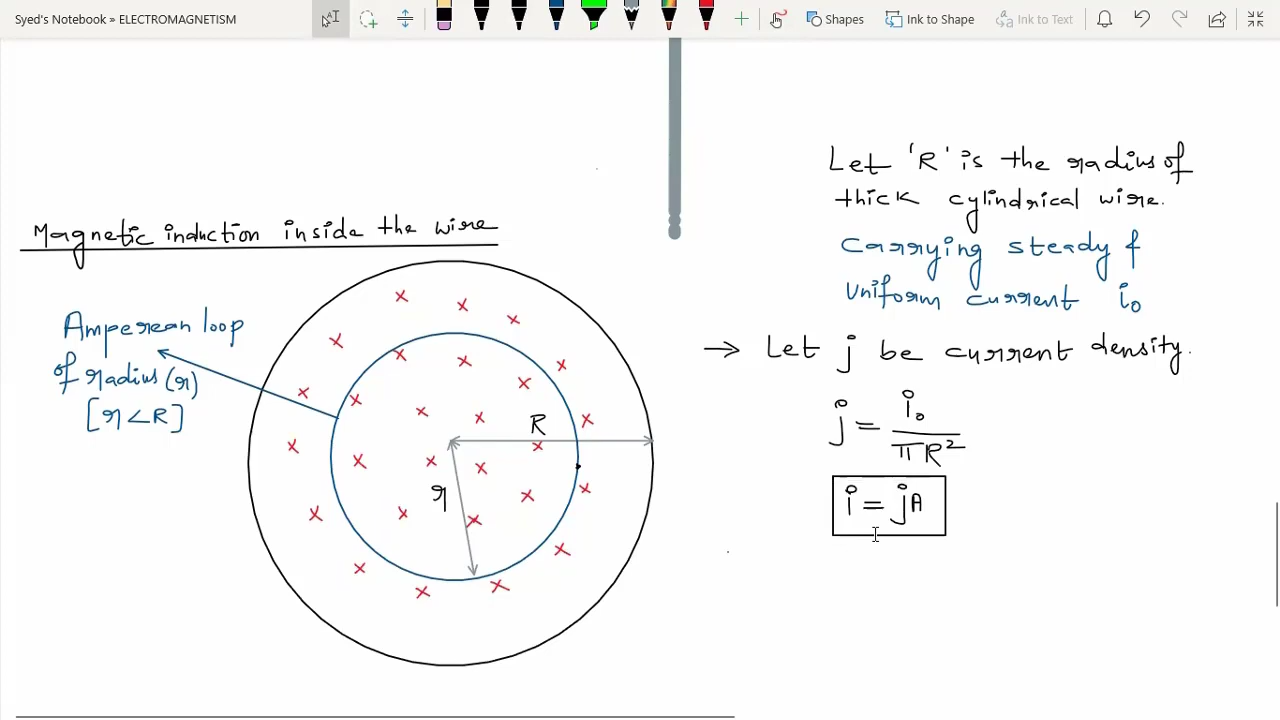 Syed's Notebook » ELECTROMAGNETISM
Shapes
Ink to Shape
Ink to Text
Magnetic induction inside the wire
Amperean loop
of radius (r)
[r < R]
R
r
Let 'R' is the radius of
thick cylindrical wire.
Carrying steady &
Uniform current i₀
→ Let j be current density.
j = i₀ / πR²
i = jA